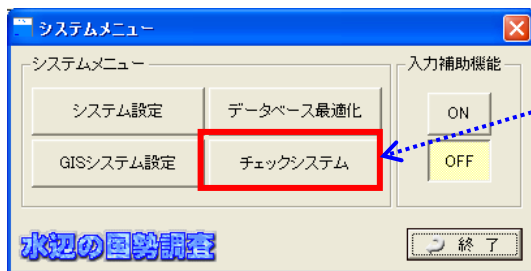 システムメニュー
システムメニュー
入力補助機能
システム設定
データベース最適化
ON
GISシステム設定
チェックシステム
OFF
水辺の国勢調査
終 了